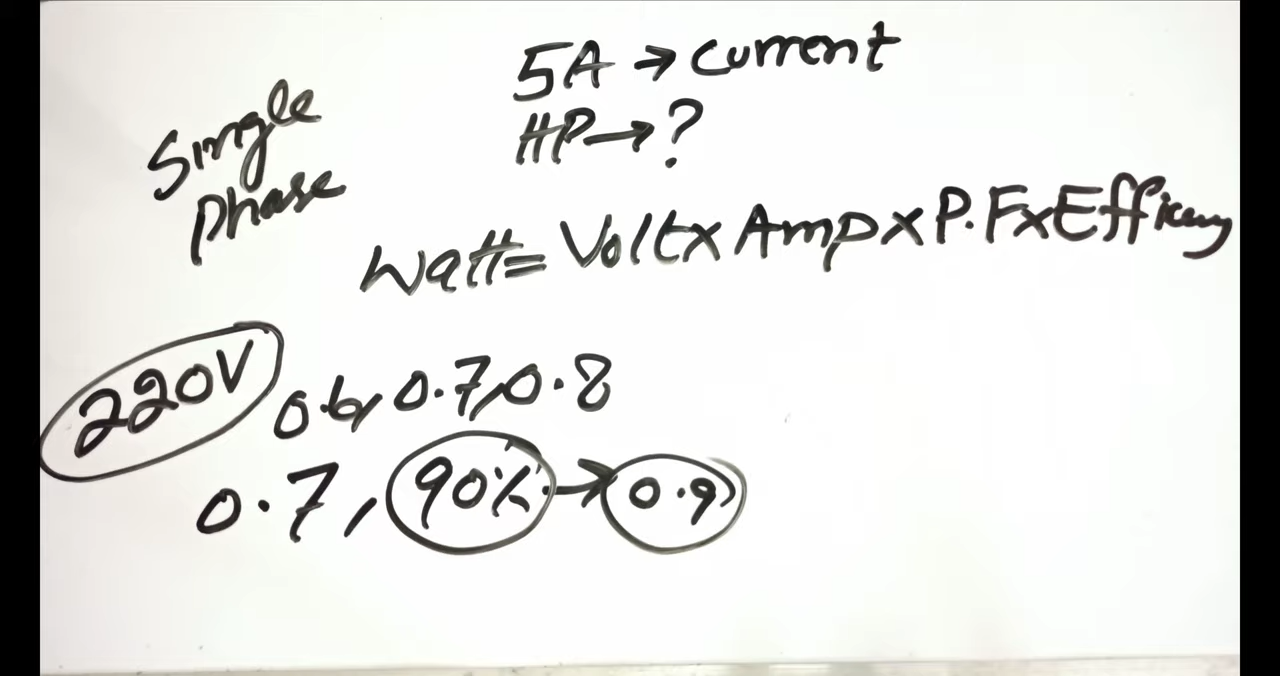 5A → current
HP → ?
Single
Phase
Watt = Volt x Amp x P.F x Efficency
220V
0.6, 0.7, 0.8
0.7, 90% → 0.9